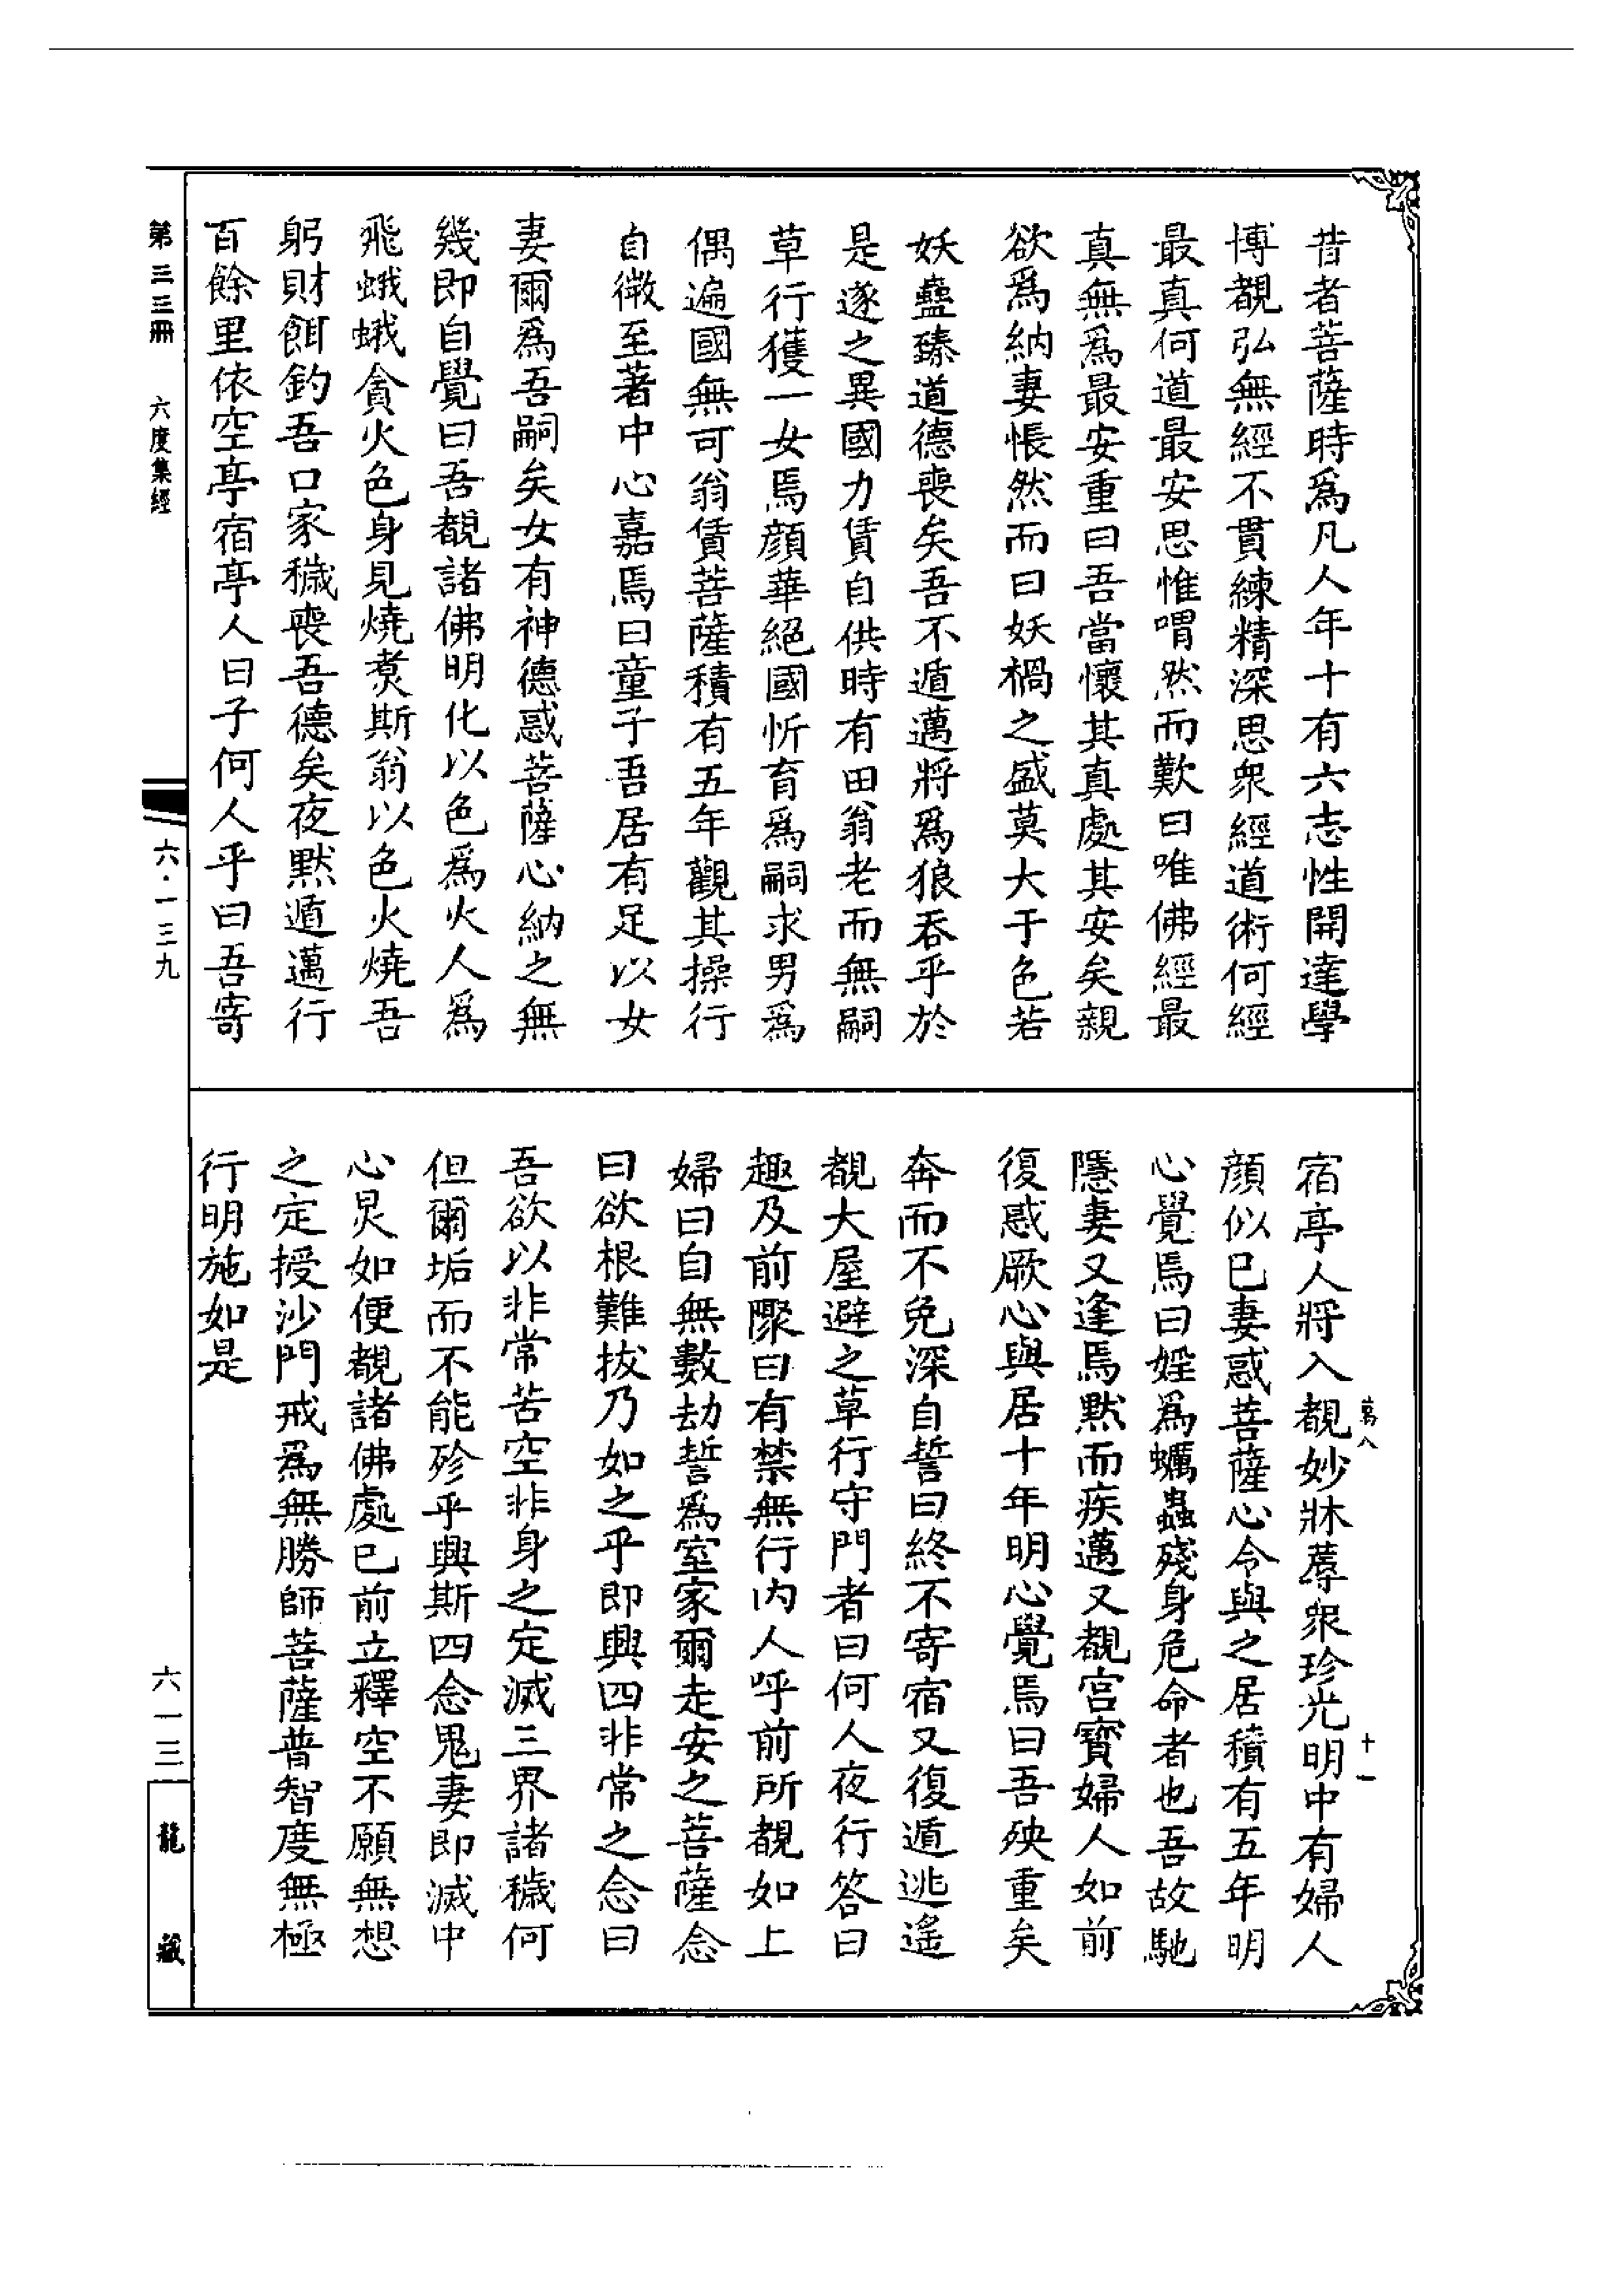 昔者菩薩時爲凡人年十有六志性開達學
博覩弘無經不貫練精深思衆經道術何經
最真何道最安思惟喟然而歎曰唯佛經最
真無爲最安重曰吾當懷其真處其安矣親
欲爲納妻悵然而曰妖禍之盛莫大于色若
妖蠱臻道德喪矣吾不遁邁將爲狼吞乎於
是遂之異國力賃自供時有田翁老而無嗣
草行獲一女焉顏華絕國忻育爲嗣求男爲
偶遍國無可翁賃菩薩積有五年觀其操行
自微至著中心嘉焉曰童子吾居有足以女
妻爾爲吾嗣矣女有神德惑菩薩心納之無
幾即自覺曰吾覩諸佛明化以色爲火人爲
飛蛾蛾貪火色身見燒煑斯翁以色火燒吾
躬財餌釣吾口家穢喪吾德矣夜默遁邁行
百餘里依空亭宿亭人曰子何人乎曰吾寄
宿亭人將入覩妙牀蓐衆珍光明中有婦人
顏似已妻惑菩薩心令與之居積有五年明
心覺焉曰婬爲蠣蟲殘身危命者也吾故馳
隱妻又逢焉默而疾邁又覩宮寶婦人如前
復惑厥心與居十年明心覺焉曰吾殃重矣
奔而不免深自誓曰終不寄宿又復遁逃遙
覩大屋避之草行守門者曰何人夜行答曰
趣及前隊曰有禁無行内人呼前所覩如上
婦曰自無數劫誓爲室家爾走安之菩薩念
曰欲根難拔乃如之乎即興四非常之念曰
吾欲以非常苦空非身之定滅三界諸穢何
但爾垢而不能殄乎興斯四念鬼妻即滅中
心炅如便覩諸佛處已前立釋空不願無想
之定授沙門戒爲無勝師菩薩普智度無極
行明施如是
萬八
十一
第三三冊
六度集經
六·一三九
六一三
龍藏